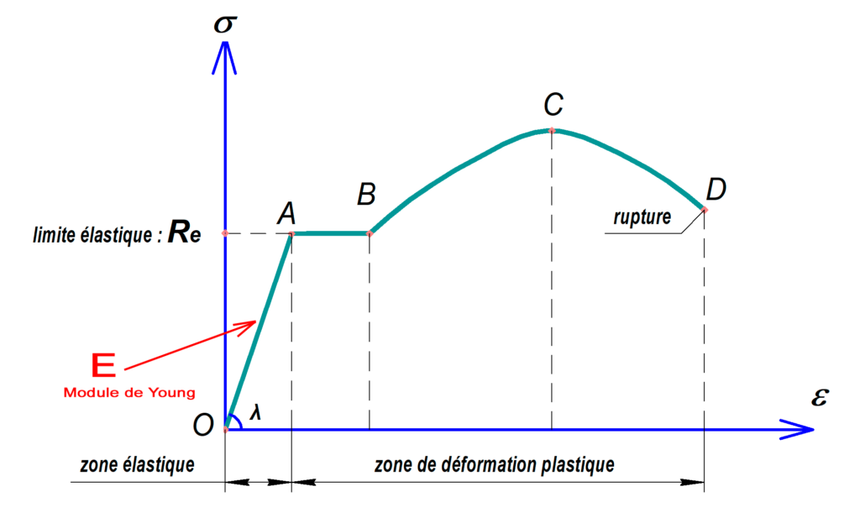 σ
C
B
D
A
rupture
limite élastique : Re
E
Module de Young
λ
ε
O
zone élastique
zone de déformation plastique